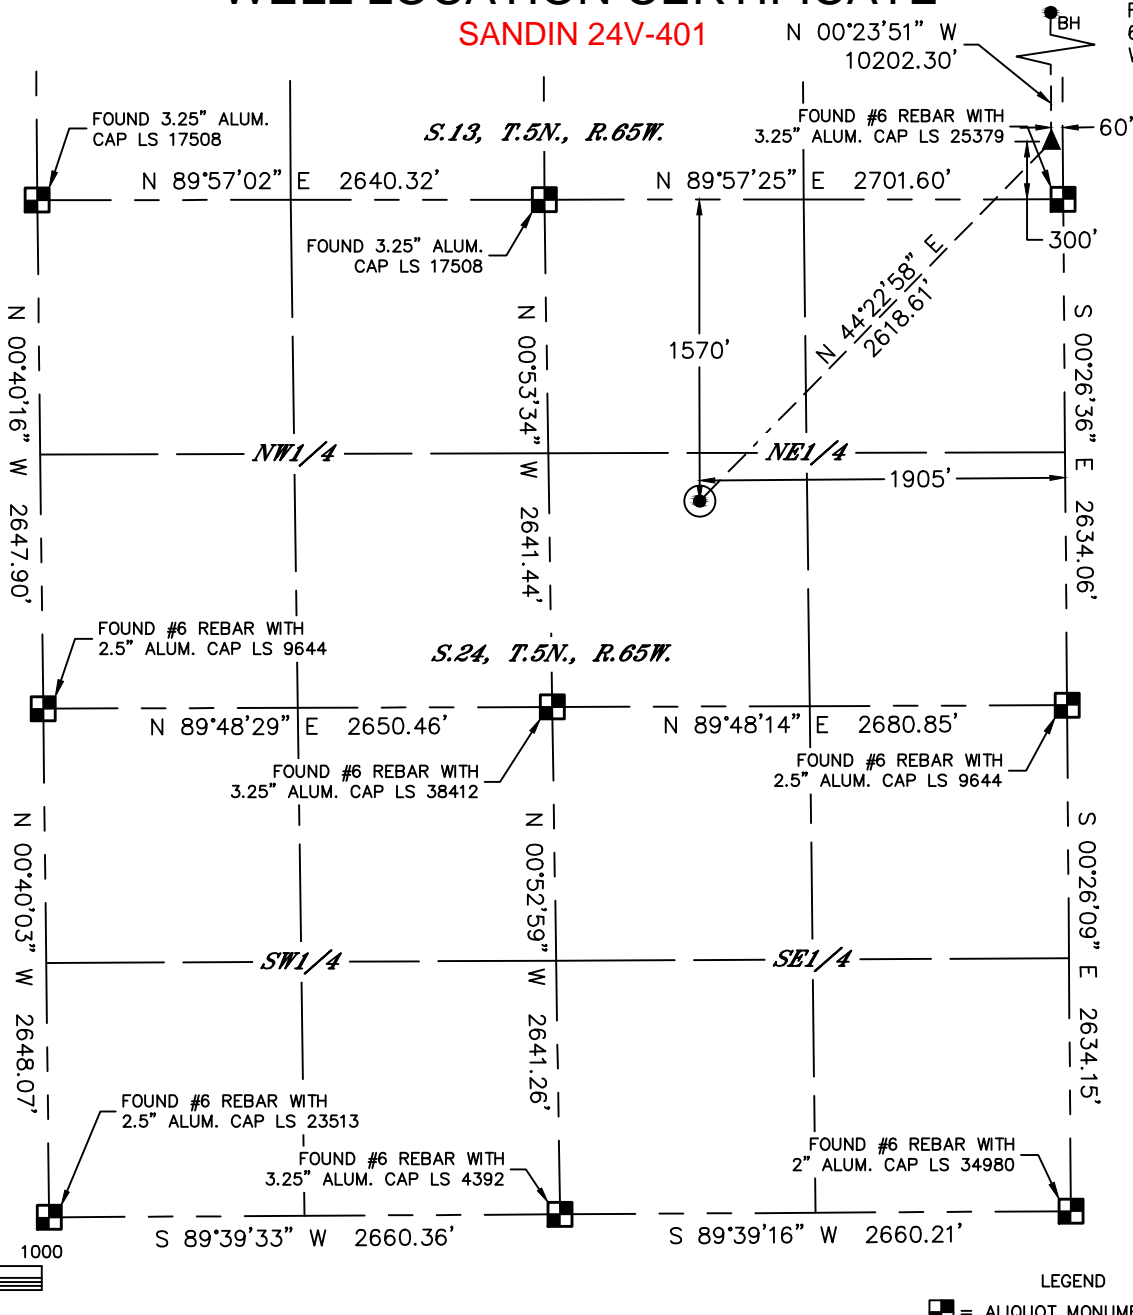 SANDIN 24V-401
N 00°23'51" W
10202.30'
BH
FOUND 3.25" ALUM.
CAP LS 17508
S.13, T.5N., R.65W.
FOUND #6 REBAR WITH
3.25" ALUM. CAP LS 25379
60'
N 89°57'02" E 2640.32'
N 89°57'25" E 2701.60'
FOUND 3.25" ALUM.
CAP LS 17508
300'
N 44°22'58" E
2618.61'
1570'
N 00°40'16" W 2647.90'
N 00°53'34" W 2641.44'
S 00°26'36" E 2634.06'
NW1/4
NE1/4
1905'
FOUND #6 REBAR WITH
2.5" ALUM. CAP LS 9644
S.24, T.5N., R.65W.
N 89°48'29" E 2650.46'
N 89°48'14" E 2680.85'
FOUND #6 REBAR WITH
3.25" ALUM. CAP LS 38412
FOUND #6 REBAR WITH
2.5" ALUM. CAP LS 9644
N 00°40'03" W 2648.07'
N 00°52'59" W 2641.26'
S 00°26'09" E 2634.15'
SW1/4
SE1/4
FOUND #6 REBAR WITH
2.5" ALUM. CAP LS 23513
FOUND #6 REBAR WITH
3.25" ALUM. CAP LS 4392
FOUND #6 REBAR WITH
2" ALUM. CAP LS 34980
S 89°39'33" W 2660.36'
S 89°39'16" W 2660.21'
1000
LEGEND
= ALIQUOT